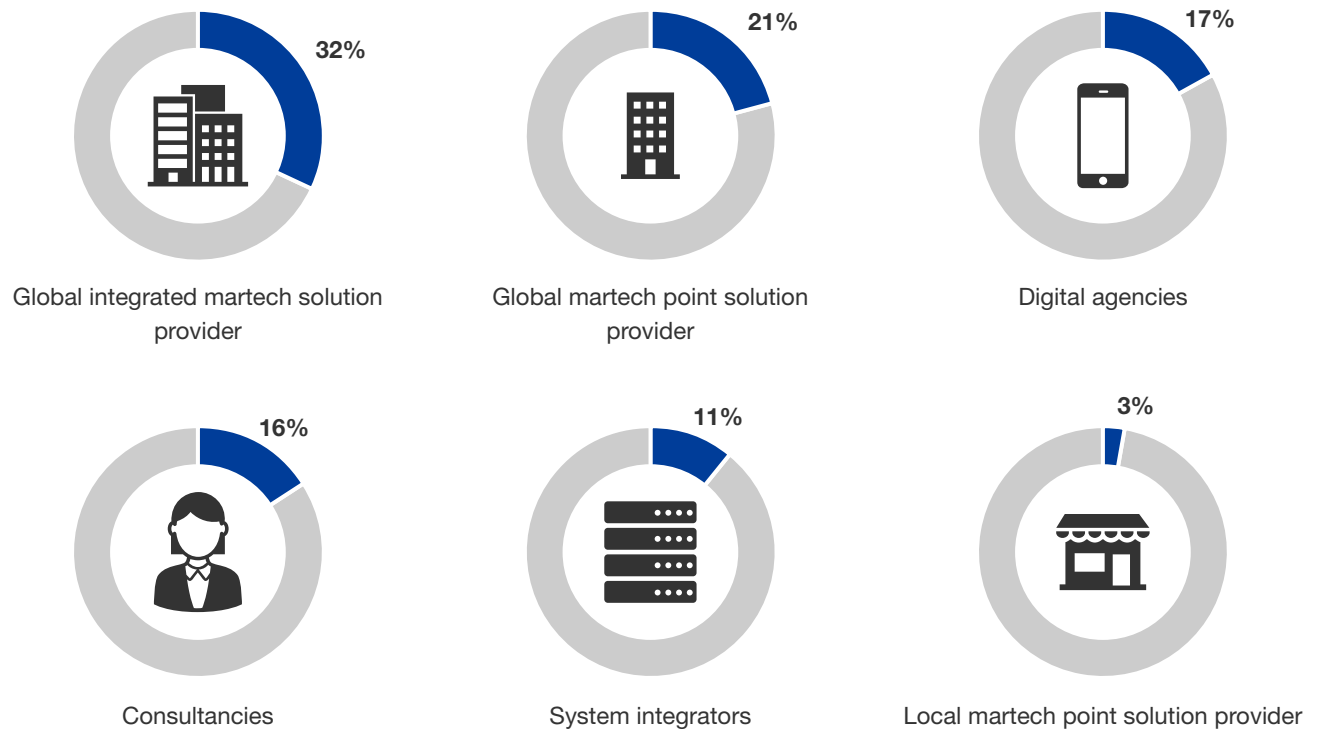 32%
Global integrated martech solution
provider
21%
Global martech point solution
provider
17%
Digital agencies
16%
Consultancies
11%
System integrators
3%
Local martech point solution provider